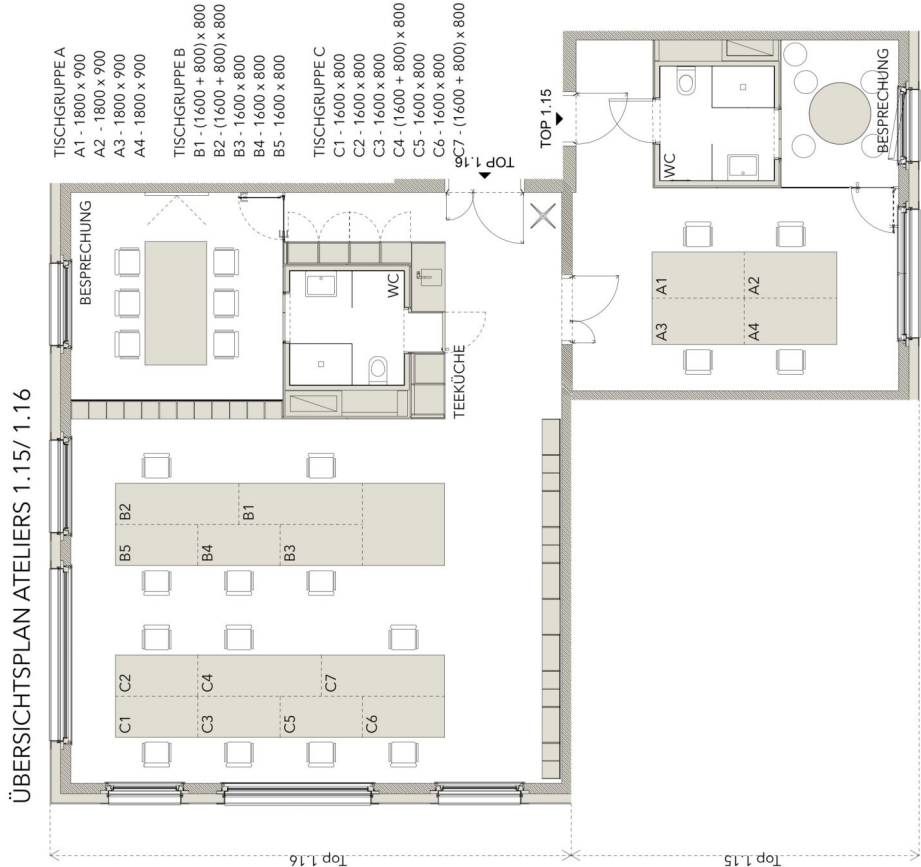 ÜBERSICHTSPLAN ATELIERS 1.15/ 1.16
TISCHGRUPPE A
A1 - 1800 x 900
A2 - 1800 x 900
A3 - 1800 x 900
A4 - 1800 x 900
TISCHGRUPPE B
B1 - (1600 + 800) x 800
B2 - (1600 + 800) x 800
B3 - 1600 x 800
B4 - 1600 x 800
B5 - 1600 x 800
TISCHGRUPPE C
C1 - 1600 x 800
C2 - 1600 x 800
C3 - 1600 x 800
C4 - (1600 + 800) x 800
C5 - 1600 x 800
C6 - 1600 x 800
C7 - (1600 + 800) x 800
BESPRECHUNG
WC
TEEKÜCHE
TOP 1.16
TOP 1.15
C1
C2
C3
C4
C5
C7
C6
B5
B2
B4
B3
B1
WC
BESPRECHUNG
A3
A1
A4
A2
Top 1.16
Top 1.15